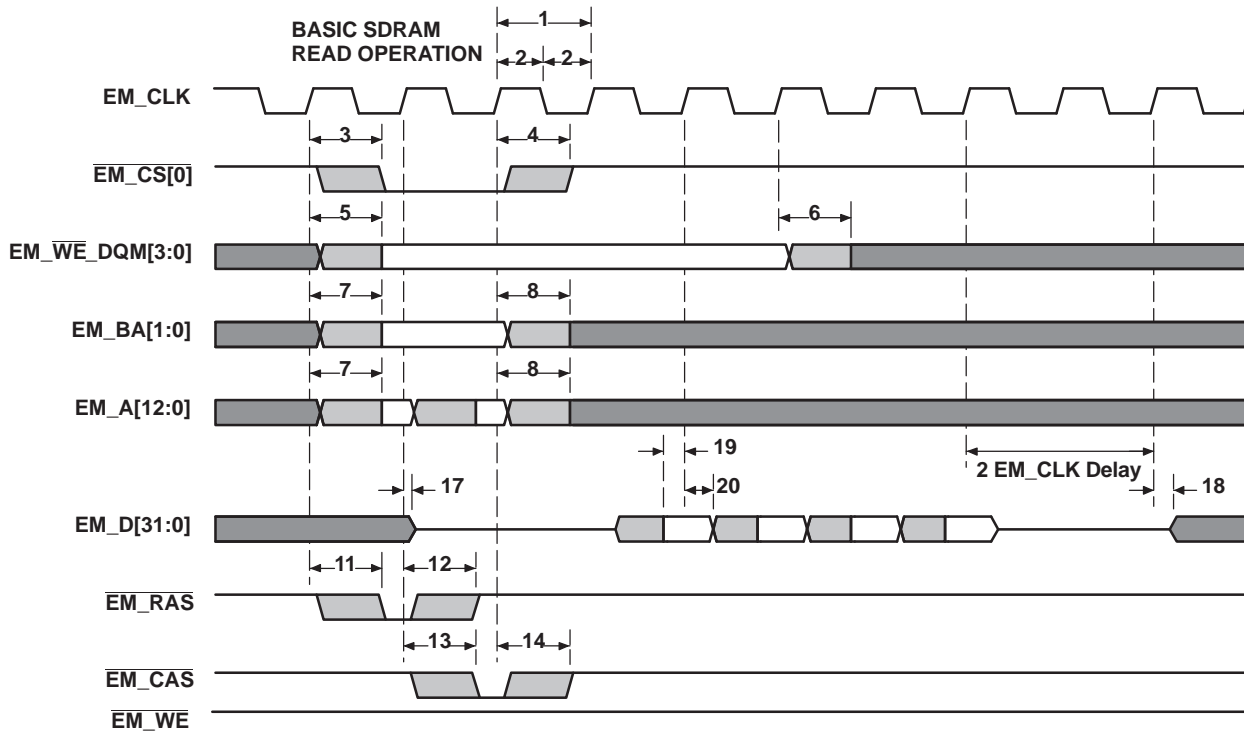 1
BASIC SDRAM
READ OPERATION
2 2
EM_CLK
3 4
EM_CS[0]
5 6
EM_WE_DQM[3:0]
7 8
EM_BA[1:0]
7 8
EM_A[12:0]
19
2 EM_CLK Delay
17 20 18
EM_D[31:0]
11 12
EM_RAS
13 14
EM_CAS
EM_WE